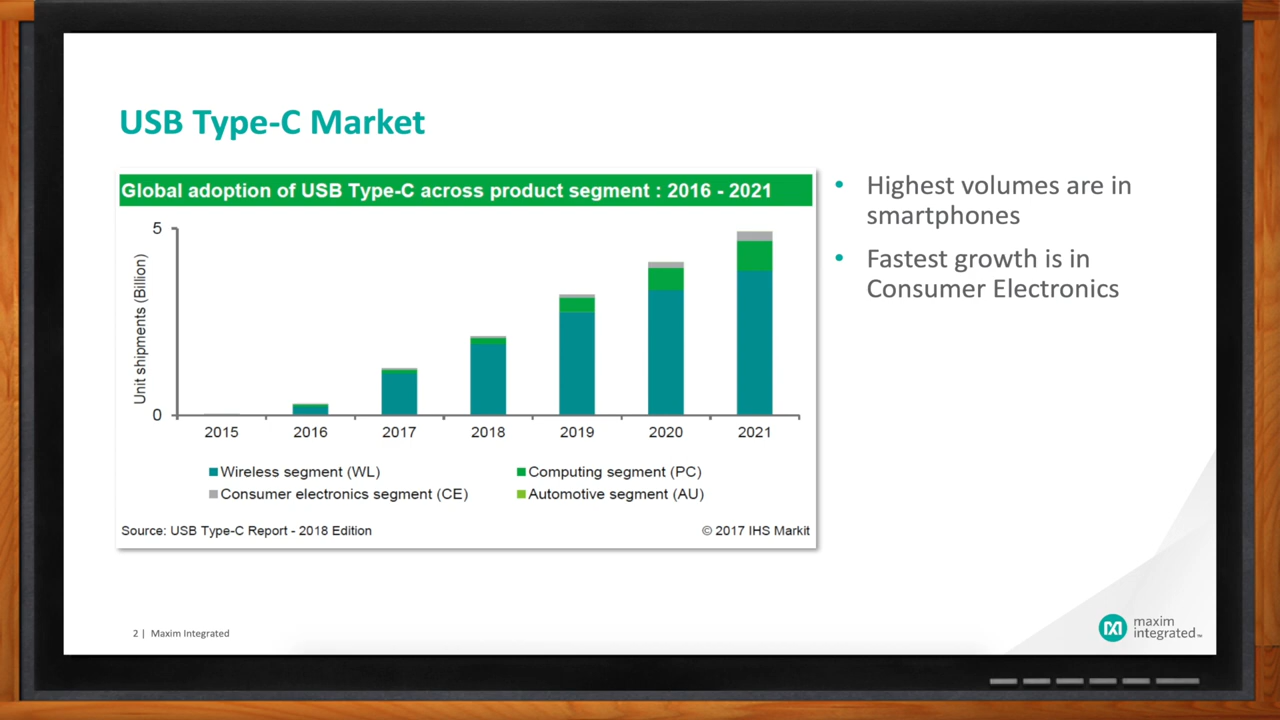 USB Type-C Market
Global adoption of USB Type-C across product segment : 2016 - 2021
5
Unit shipments (Billion)
0
2015 2016 2017 2018 2019 2020 2021
Wireless segment (WL) Computing segment (PC)
Consumer electronics segment (CE) Automotive segment (AU)
Source: USB Type-C Report - 2018 Edition © 2017 IHS Markit
• Highest volumes are in
smartphones
• Fastest growth is in
Consumer Electronics
2 | Maxim Integrated
maxim
integrated™